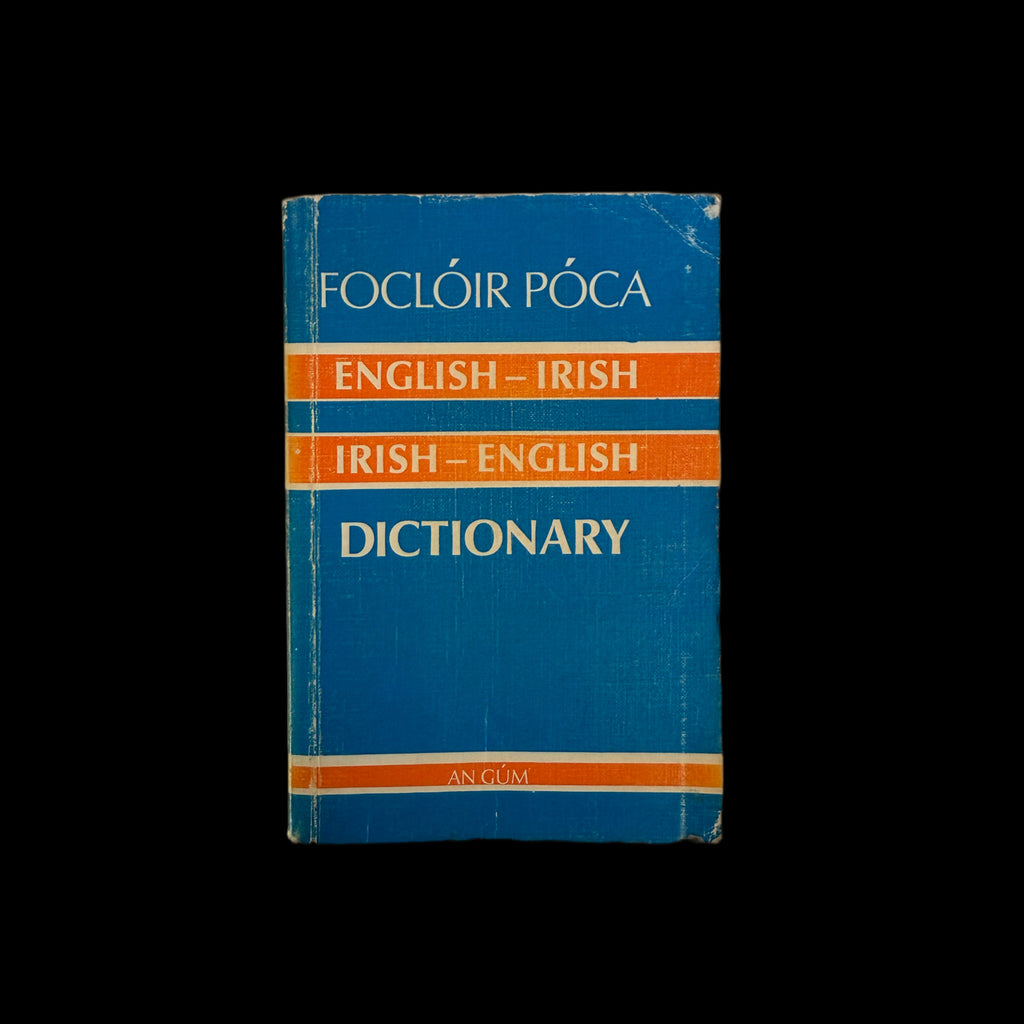 FOCLÓIR PÓCA
ENGLISH – IRISH
IRISH – ENGLISH
DICTIONARY
AN GÚM